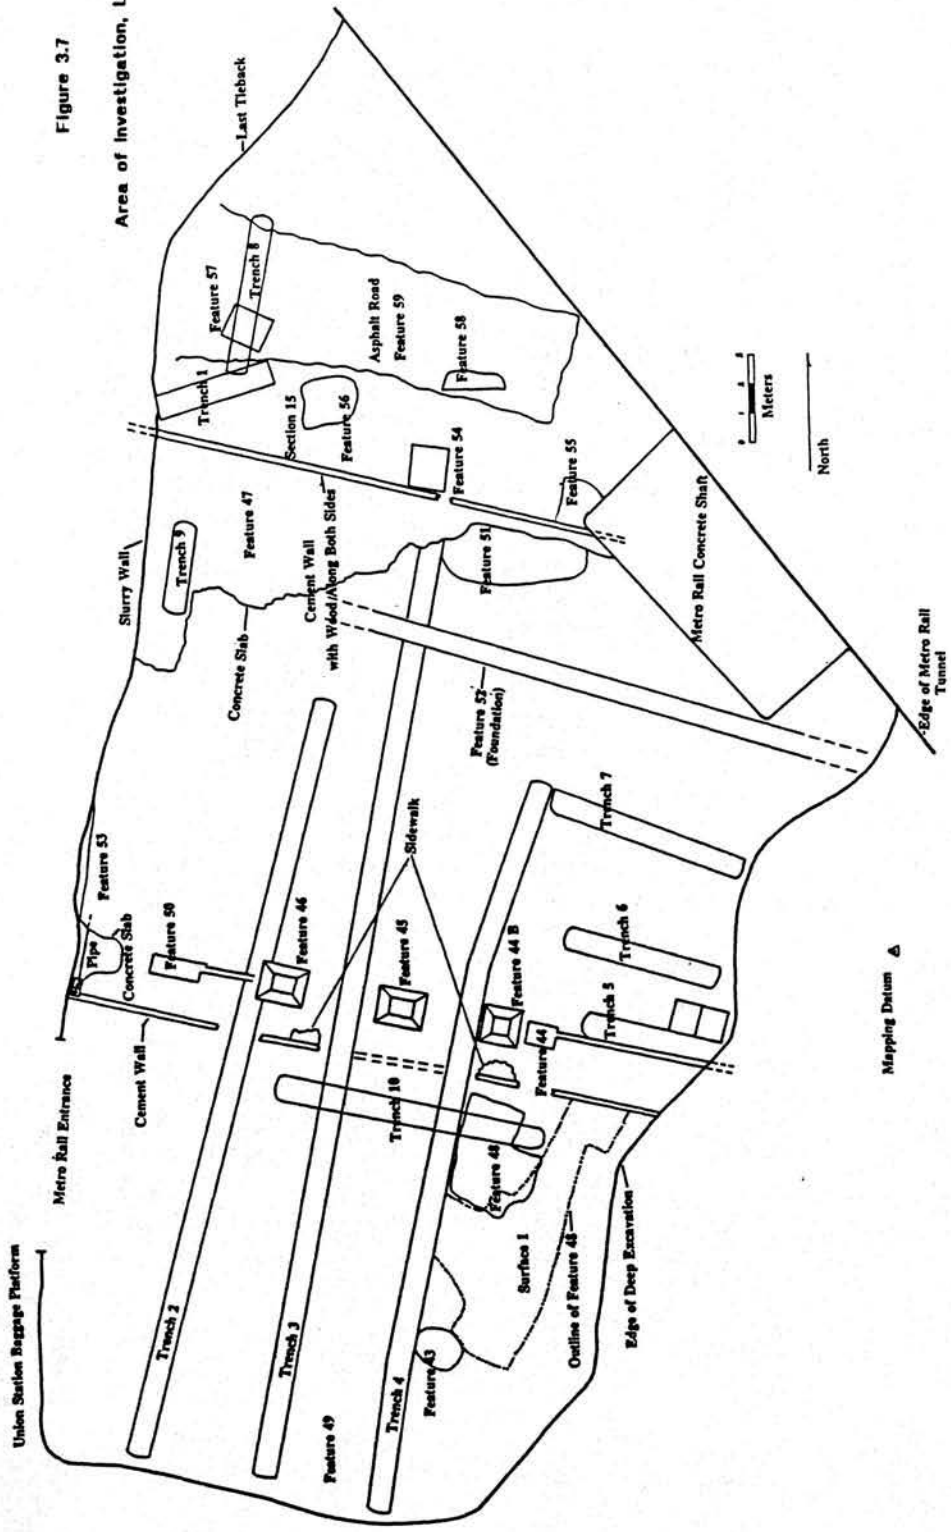 Figure 3.7
Area of Investigation, L
Union Station Baggage Platform
Metro Rail Entrance
Slurry Wall
Last Tieback
Cement Wall
Pipe
Concrete Slab
Feature 53
Feature 50
Feature 46
Trench 2
Trench 3
Feature 49
Trench 4
Feature 43
Trench 10
Feature 45
Sidewalk
Feature 48
Feature 44
Feature 44 B
Surface 1
Outline of Feature 48
Edge of Deep Excavation
Trench 5
Trench 6
Trench 7
Trench 9
Feature 47
Concrete Slab
Cement Wall
with Wood Along Both Sides
Trench 1
Feature 57
Trench 8
Section 15
Feature 56
Asphalt Road
Feature 59
Feature 58
Feature 54
Feature 55
Feature 51
Feature 52
(Foundation)
Metro Rail Concrete Shaft
Edge of Metro Rail
Tunnel
Mapping Datum
Meters
North